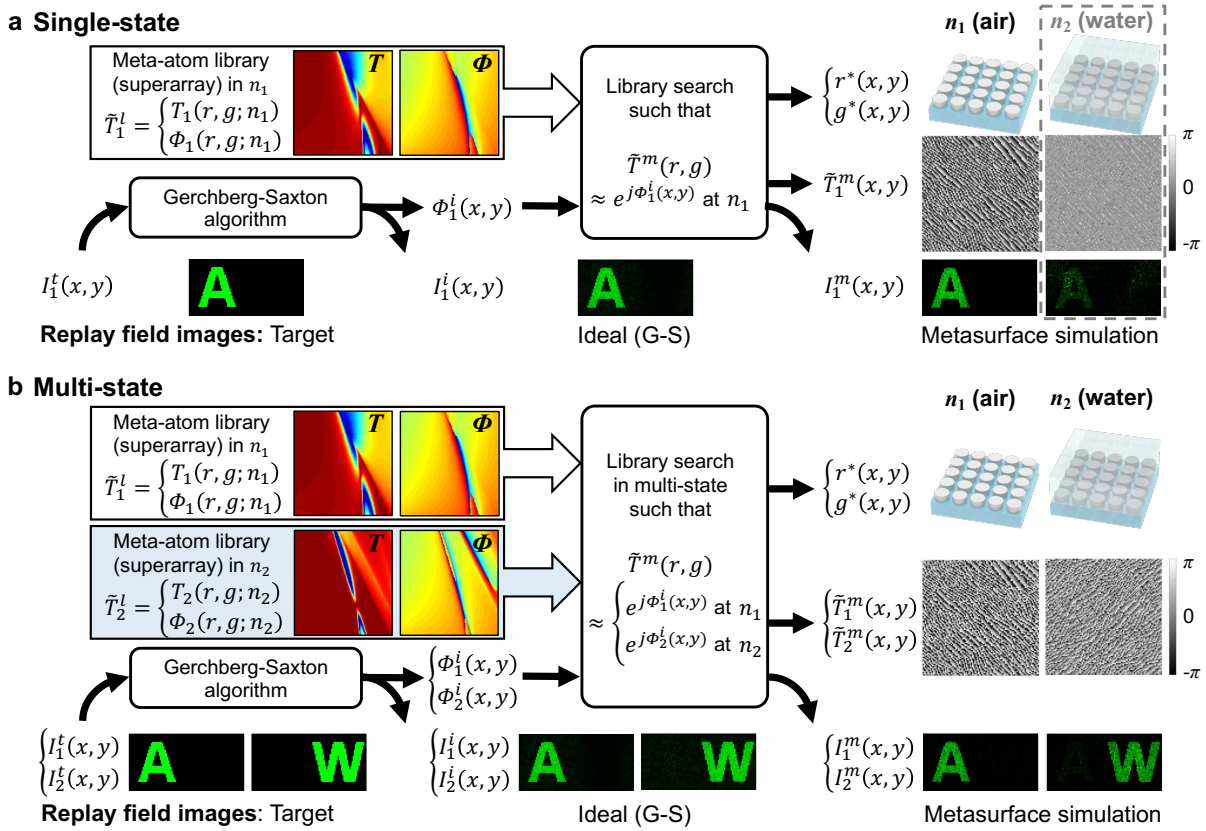 a Single-state
Meta-atom library
(superarray) in n₁
T̃₁ˡ = {T₁(r, g; n₁)
Φ₁(r, g; n₁)
T
Φ
Library search
such that
T̃ᵐ(r, g)
≈ e^{jΦ₁ⁱ(x,y)} at n₁
{r*(x, y)
g*(x, y)
T̃₁ᵐ(x, y)
n₁ (air)
n₂ (water)
π
0
-π
Gerchberg-Saxton
algorithm
Φ₁ⁱ(x, y)
I₁ᵗ(x, y)
A
I₁ⁱ(x, y)
A
I₁ᵐ(x, y)
A
A
Replay field images: Target
Ideal (G-S)
Metasurface simulation
b Multi-state
Meta-atom library
(superarray) in n₁
T̃₁ˡ = {T₁(r, g; n₁)
Φ₁(r, g; n₁)
T
Φ
Meta-atom library
(superarray) in n₂
T̃₂ˡ = {T₂(r, g; n₂)
Φ₂(r, g; n₂)
T
Φ
Library search
in multi-state
such that
T̃ᵐ(r, g)
≈ {e^{jΦ₁ⁱ(x,y)} at n₁
e^{jΦ₂ⁱ(x,y)} at n₂
{r*(x, y)
g*(x, y)
{T̃₁ᵐ(x, y)
T̃₂ᵐ(x, y)
n₁ (air)
n₂ (water)
π
0
-π
Gerchberg-Saxton
algorithm
{Φ₁ⁱ(x, y)
Φ₂ⁱ(x, y)
{I₁ᵗ(x, y)
I₂ᵗ(x, y)
A
W
{I₁ⁱ(x, y)
I₂ⁱ(x, y)
A
W
{I₁ᵐ(x, y)
I₂ᵐ(x, y)
A
A W
Replay field images: Target
Ideal (G-S)
Metasurface simulation